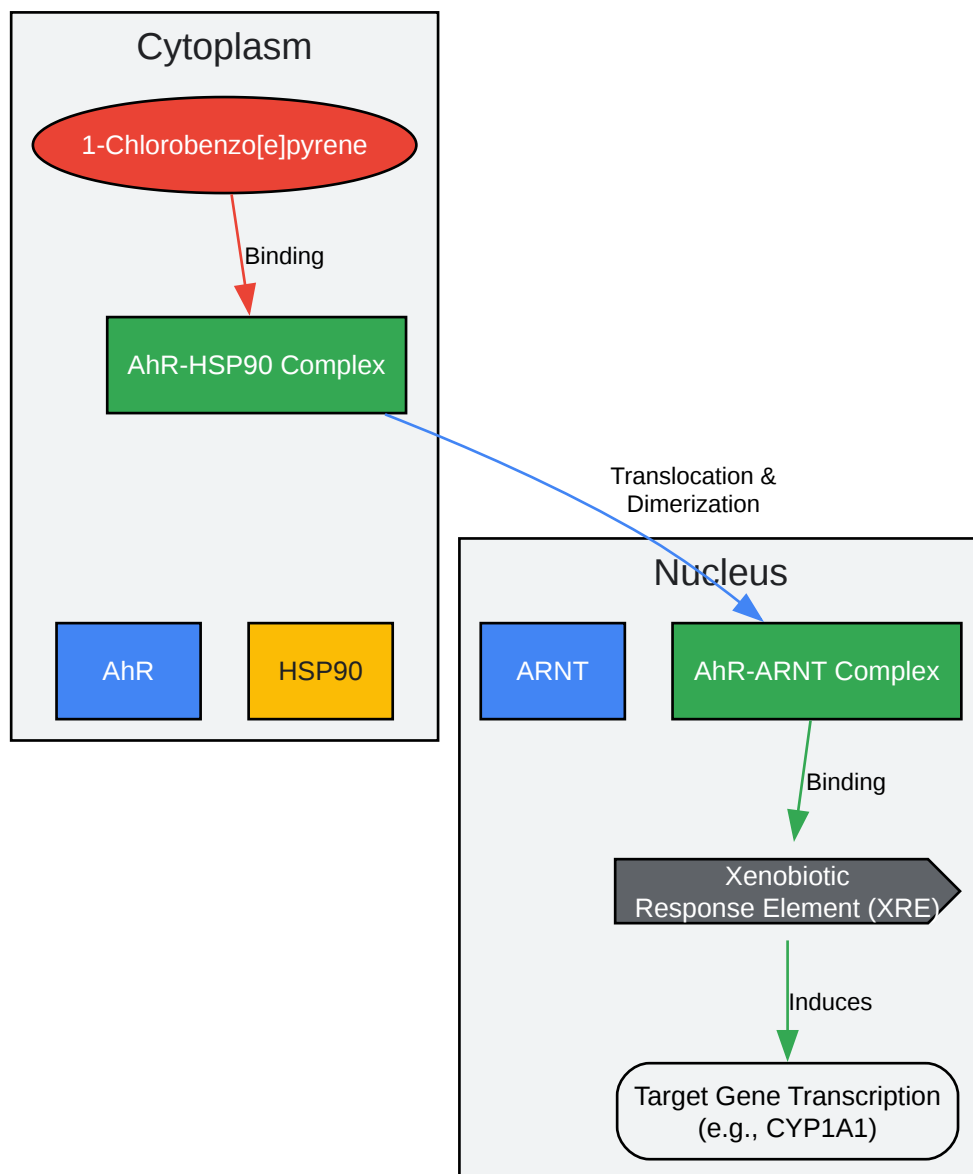 Cytoplasm
1-Chlorobenzo[e]pyrene
Binding
AhR-HSP90 Complex
Translocation &
Dimerization
Nucleus
AhR
HSP90
ARNT
AhR-ARNT Complex
Binding
Xenobiotic
Response Element (XRE)
Induces
Target Gene Transcription
(e.g., CYP1A1)